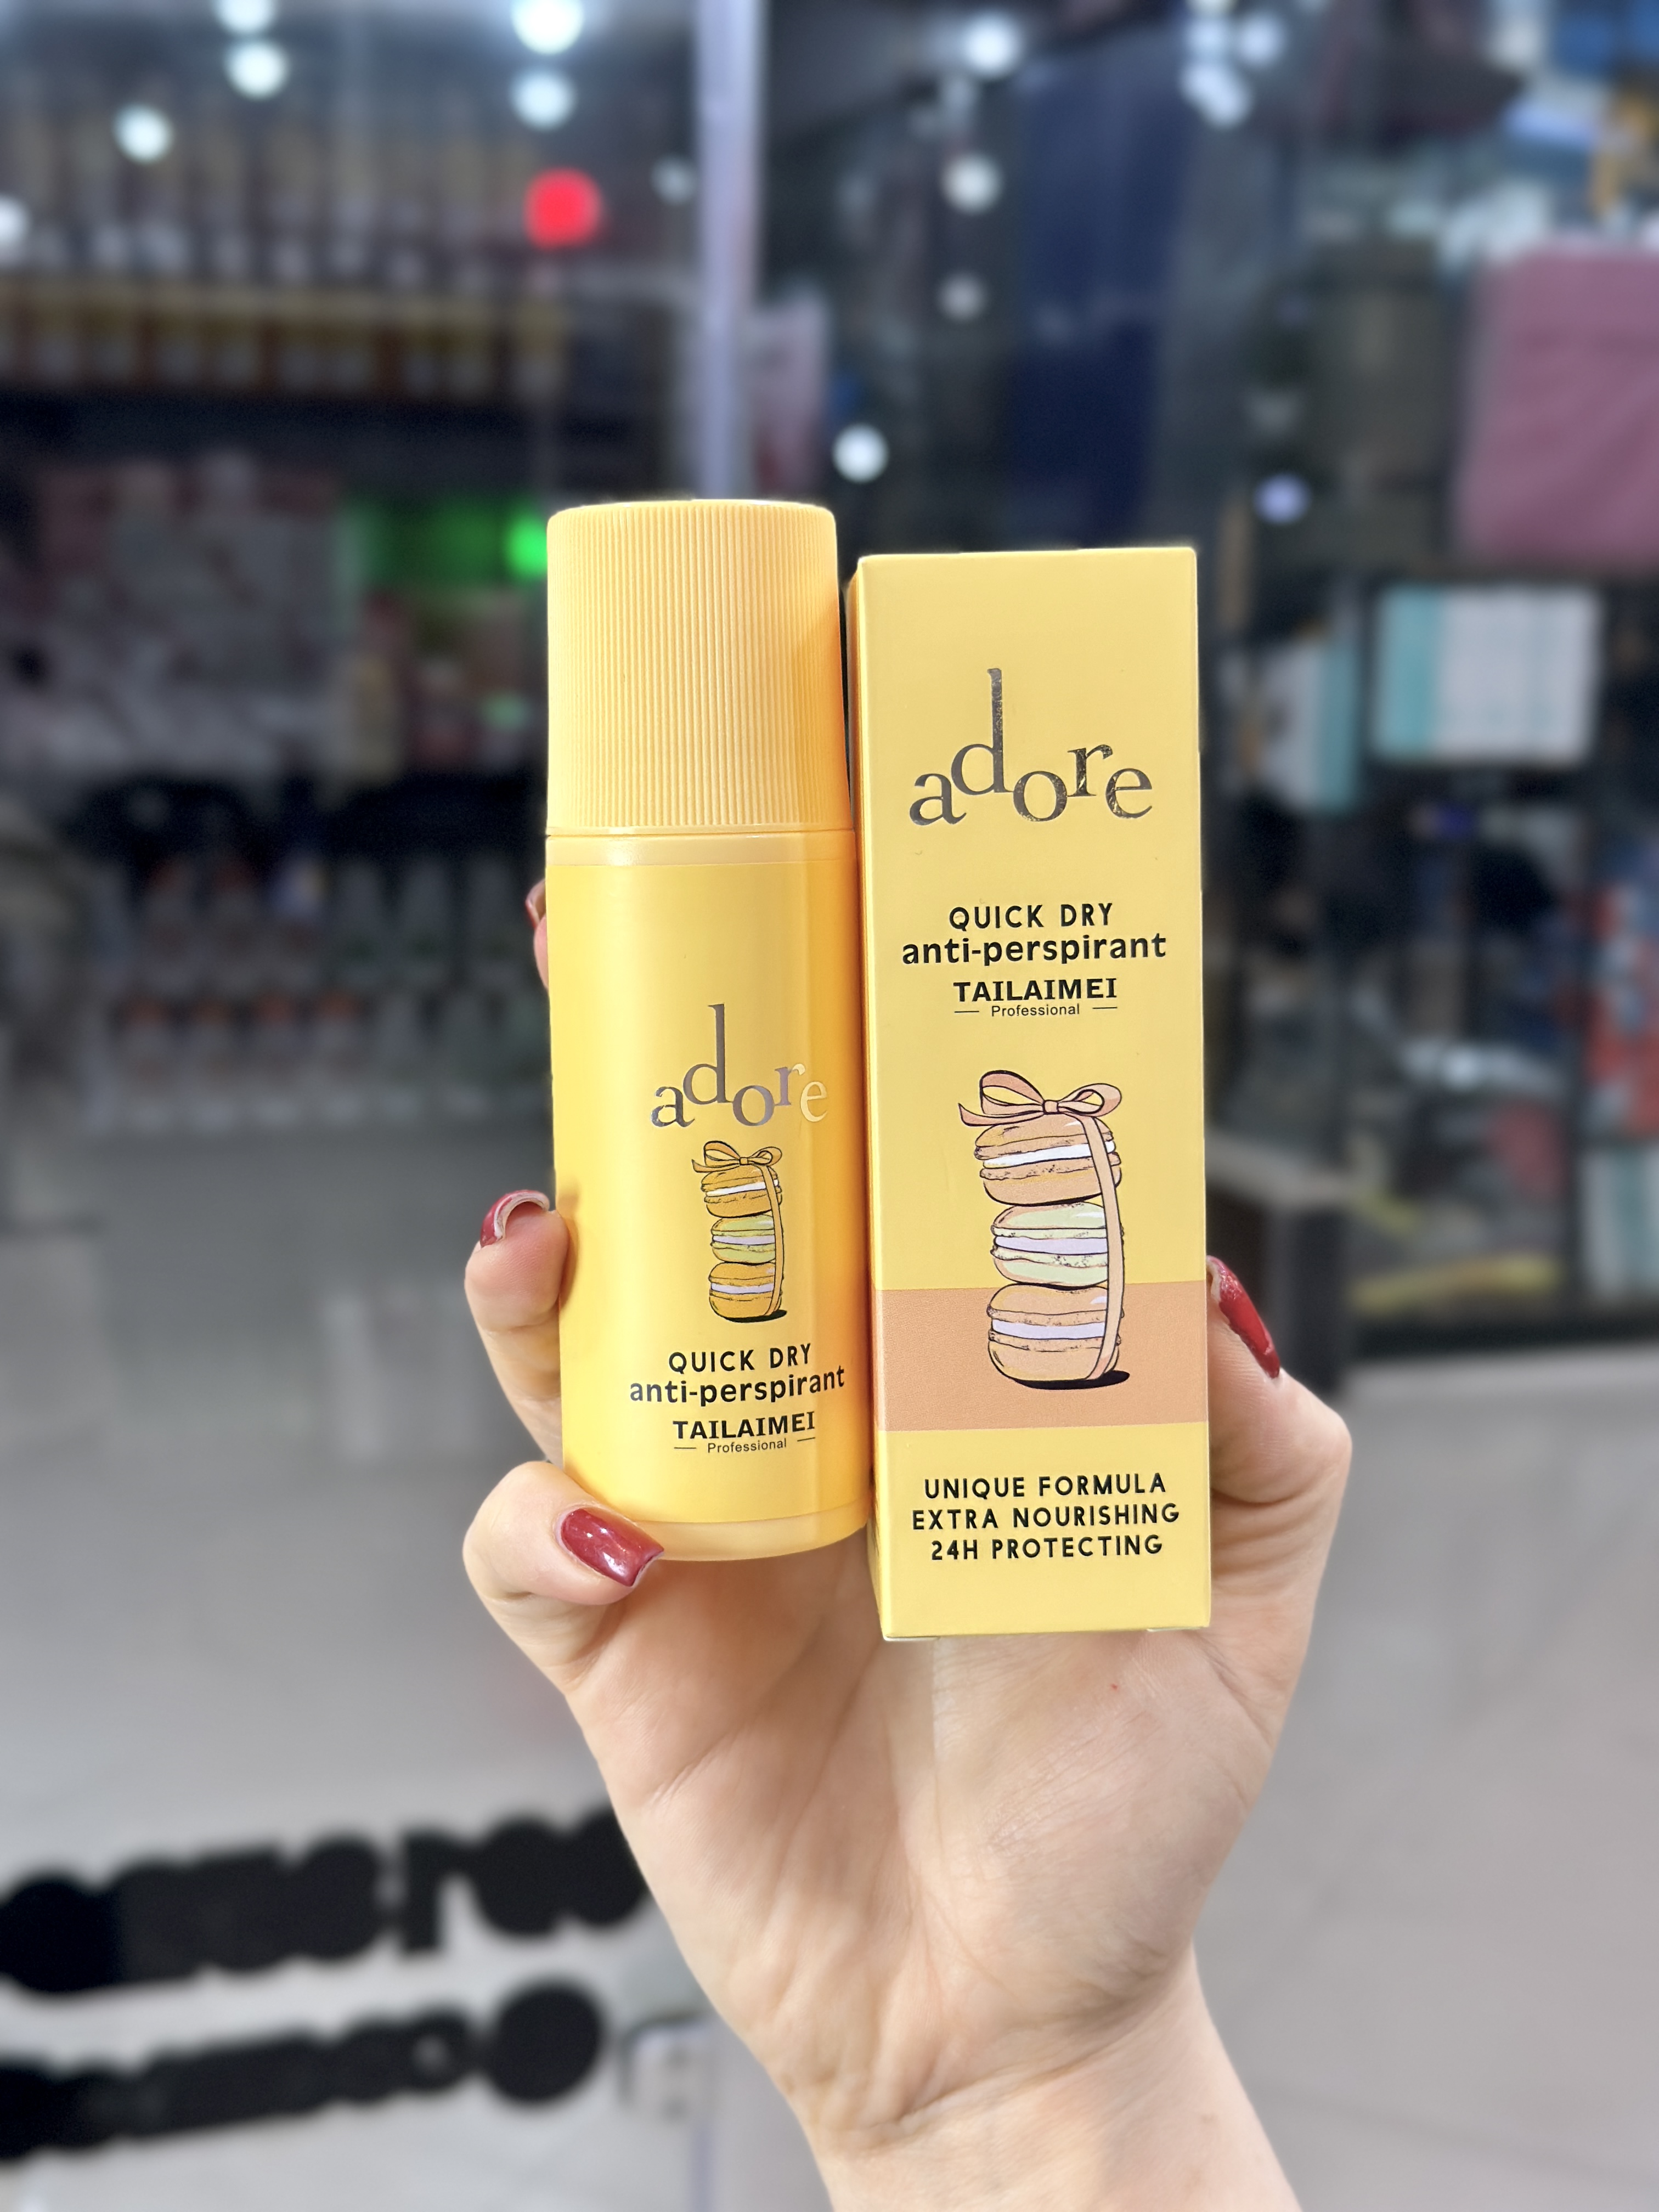 adore
QUICK DRY
anti-perspirant
TAILAIMEI
Professional
adore
QUICK DRY
anti-perspirant
TAILAIMEI
Professional
UNIQUE FORMULA
EXTRA NOURISHING
24H PROTECTING